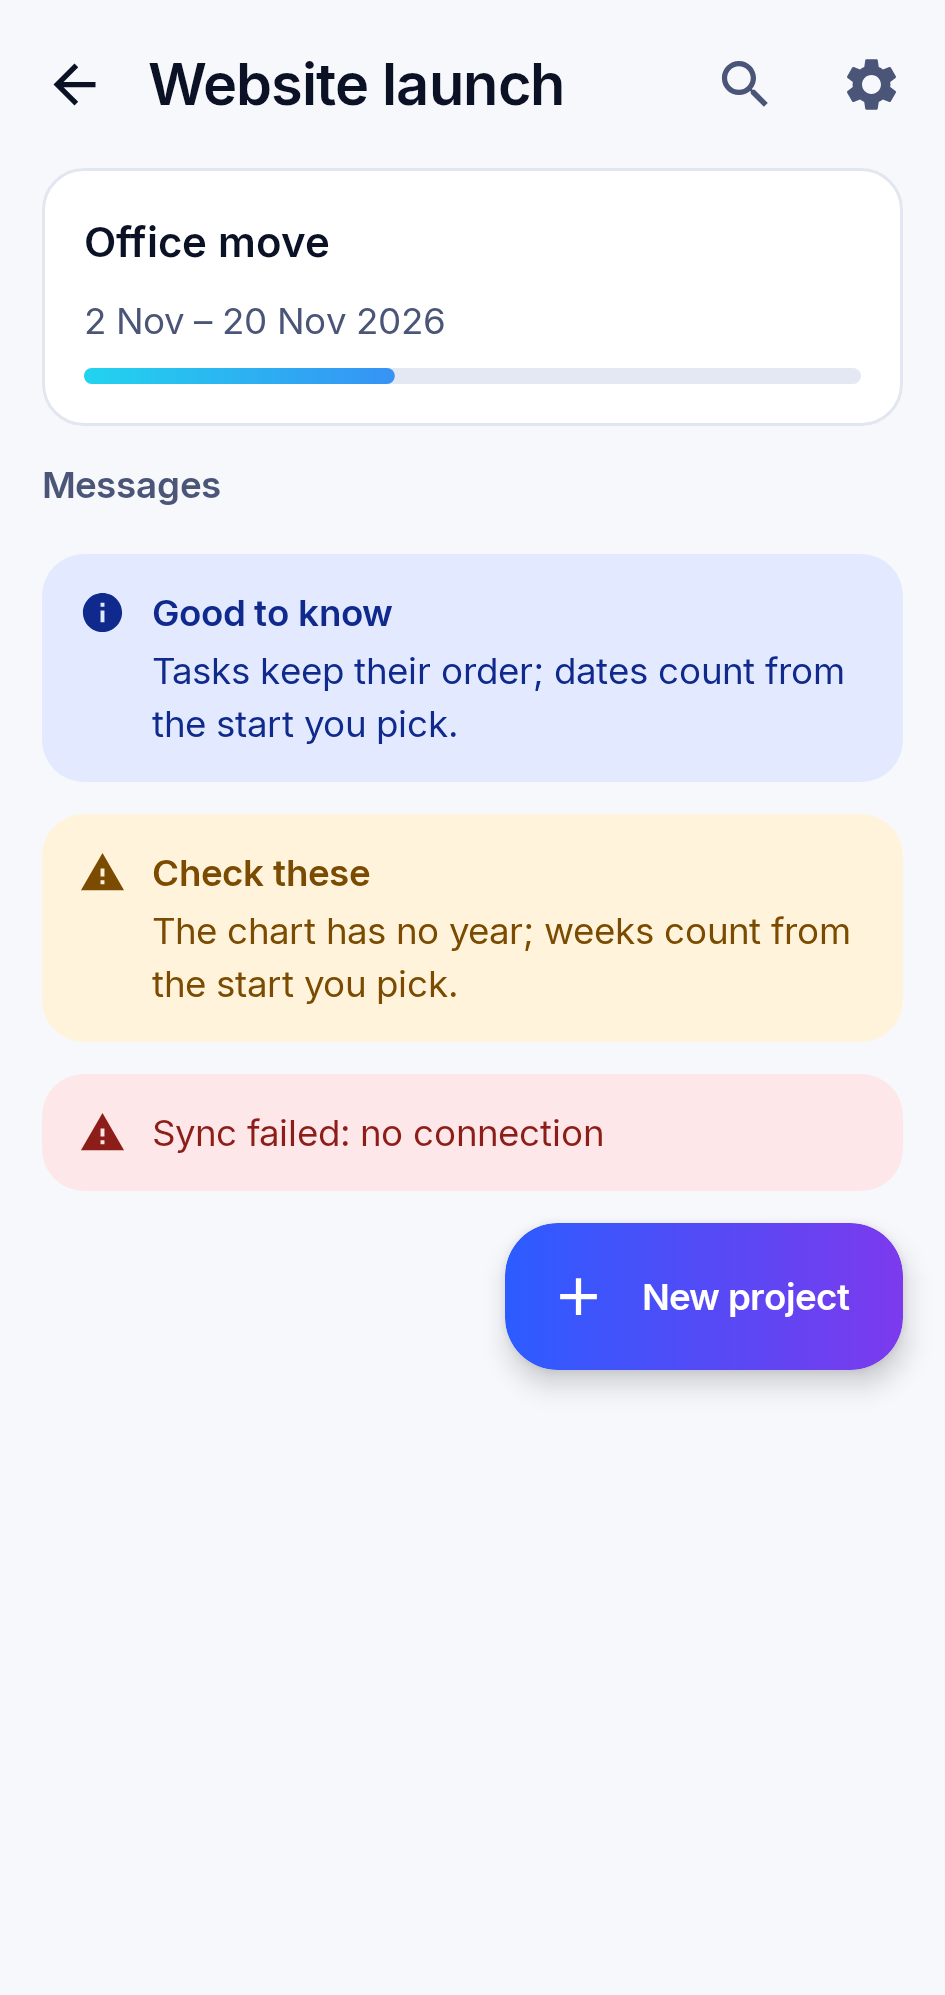 Website launch
Office move
2 Nov – 20 Nov 2026
Messages
Good to know
Tasks keep their order; dates count from
the start you pick.
Check these
The chart has no year; weeks count from
the start you pick.
Sync failed: no connection
New project